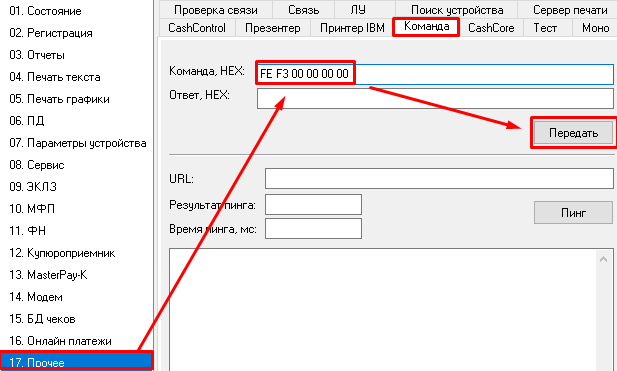 01. Состояние
02. Регистрация
03. Отчеты
04. Печать текста
05. Печать графики
06. ПД
07. Параметры устройства
08. Сервис
09. ЭКЛЗ
10. МФП
11. ФН
12. Купюроприемник
13. MasterPay-K
14. Модем
15. БД чеков
16. Онлайн платежи
17. Прочее
Проверка связи Связь ЛУ Поиск устройства Сервер печати
CashControl Презентер Принтер IBM Команда CashCore Тест Моно
Команда, HEX: FE F3 00 00 00 00
Ответ, HEX:
Передать
URL:
Результат пинга:
Время пинга, мс:
Пинг